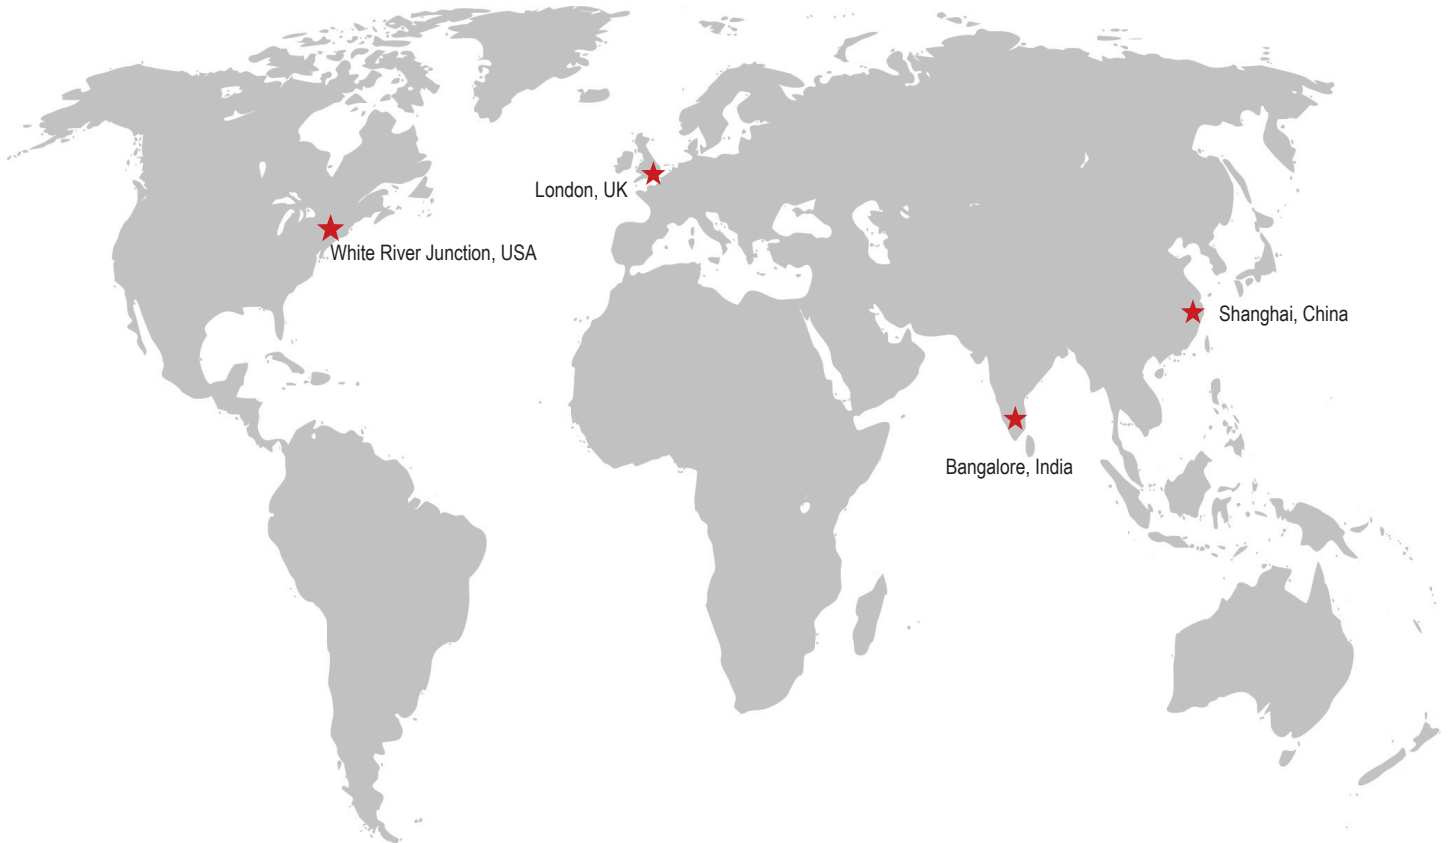 London, UK
White River Junction, USA
Shanghai, China
Bangalore, India